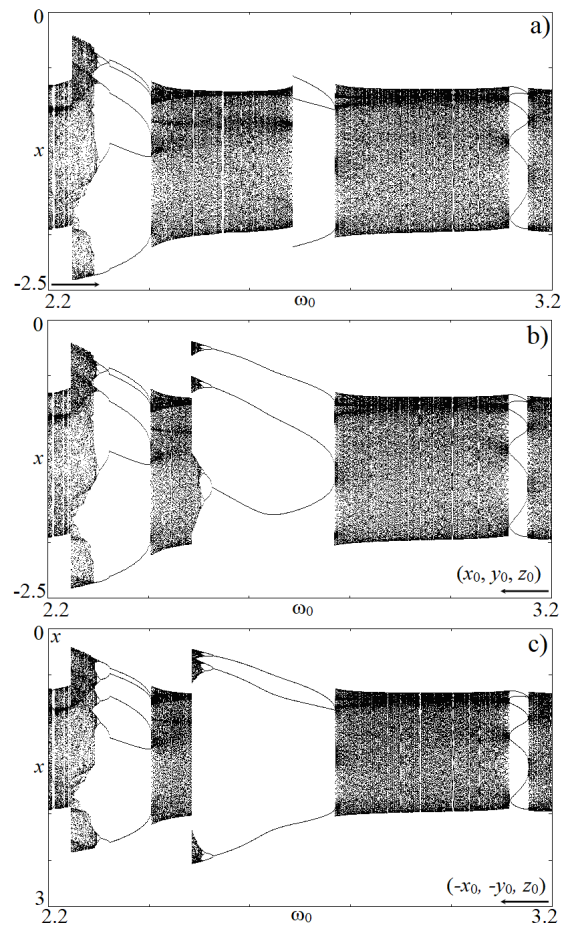 0
a)
x
-2.5
2.2
ω₀
3.2
0
b)
x
(x₀, y₀, z₀)
-2.5
2.2
ω₀
3.2
0
x
c)
x
(-x₀, -y₀, z₀)
3
2.2
ω₀
3.2